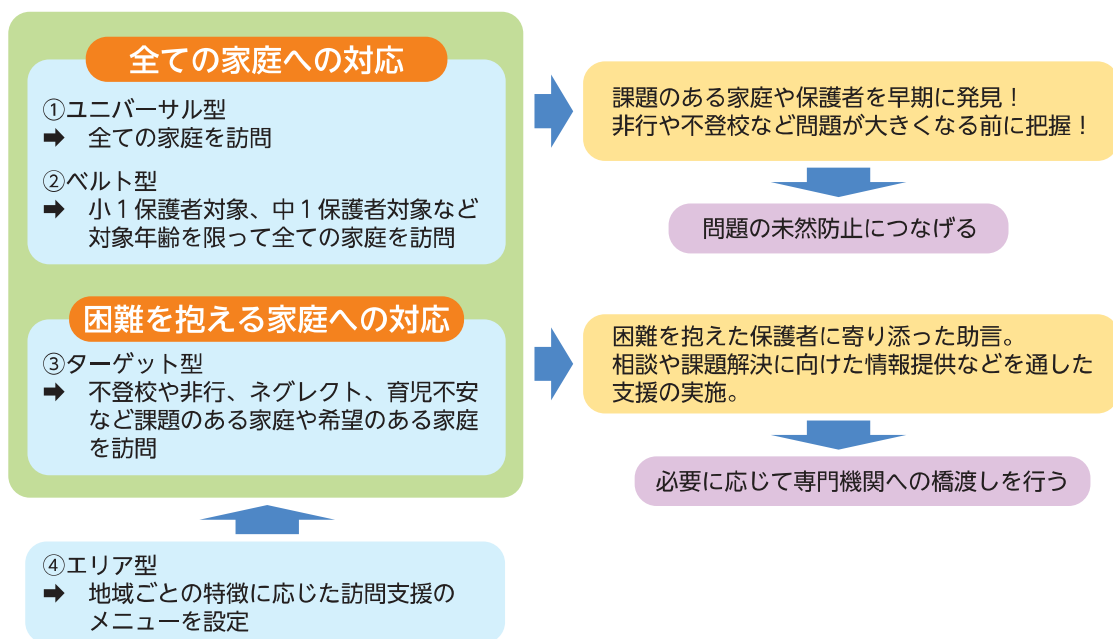 全ての家庭への対応
①ユニバーサル型
➡ 全ての家庭を訪問
②ベルト型
➡ 小１保護者対象、中１保護者対象など
対象年齢を限って全ての家庭を訪問
課題のある家庭や保護者を早期に発見！
非行や不登校など問題が大きくなる前に把握！
問題の未然防止につなげる
困難を抱える家庭への対応
③ターゲット型
➡ 不登校や非行、ネグレクト、育児不安
など課題のある家庭や希望のある家庭
を訪問
困難を抱えた保護者に寄り添った助言。
相談や課題解決に向けた情報提供などを通した
支援の実施。
必要に応じて専門機関への橋渡しを行う
④エリア型
➡ 地域ごとの特徴に応じた訪問支援の
メニューを設定